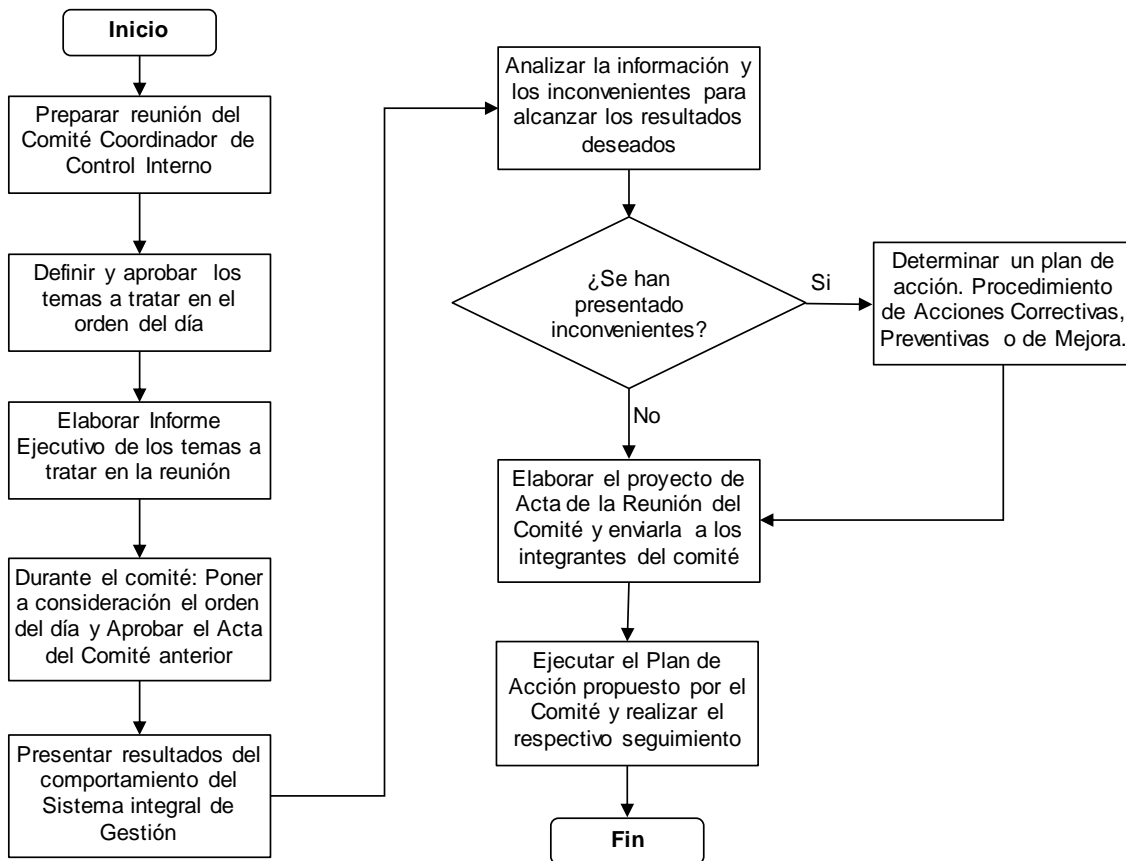 Inicio
Preparar reunión del
Comité Coordinador de
Control Interno
Definir y aprobar los
temas a tratar en el
orden del día
Elaborar Informe
Ejecutivo de los temas a
tratar en la reunión
Durante el comité: Poner
a consideración el orden
del día y Aprobar el Acta
del Comité anterior
Presentar resultados del
comportamiento del
Sistema integral de
Gestión
Analizar la información y
los inconvenientes para
alcanzar los resultados
deseados
¿Se han
presentado
inconvenientes?
Si
Determinar un plan de
acción. Procedimiento
de Acciones Correctivas,
Preventivas o de Mejora.
No
Elaborar el proyecto de
Acta de la Reunión del
Comité y enviarla a los
integrantes del comité
Ejecutar el Plan de
Acción propuesto por el
Comité y realizar el
respectivo seguimiento
Fin